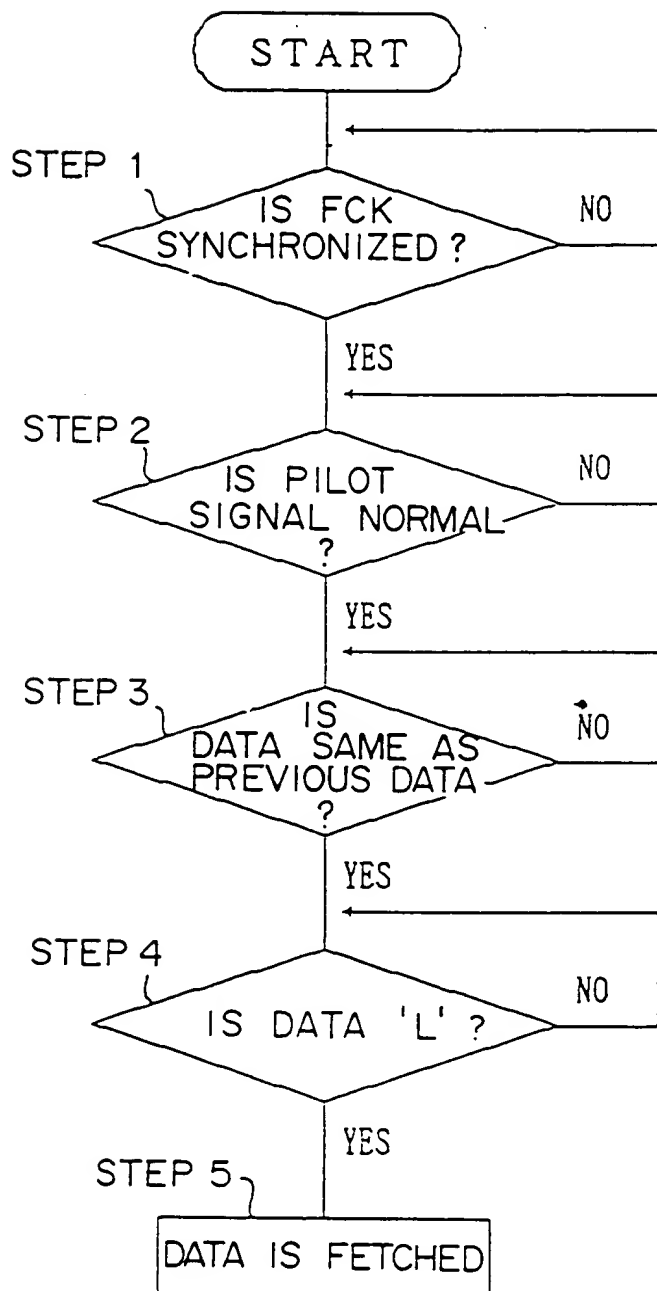 START
STEP 1
IS FCK
SYNCHRONIZED?
NO
YES
STEP 2
IS PILOT
SIGNAL NORMAL
?
NO
YES
STEP 3
IS
DATA SAME AS
PREVIOUS DATA
?
NO
YES
STEP 4
IS DATA 'L' ?
NO
YES
STEP 5
DATA IS FETCHED